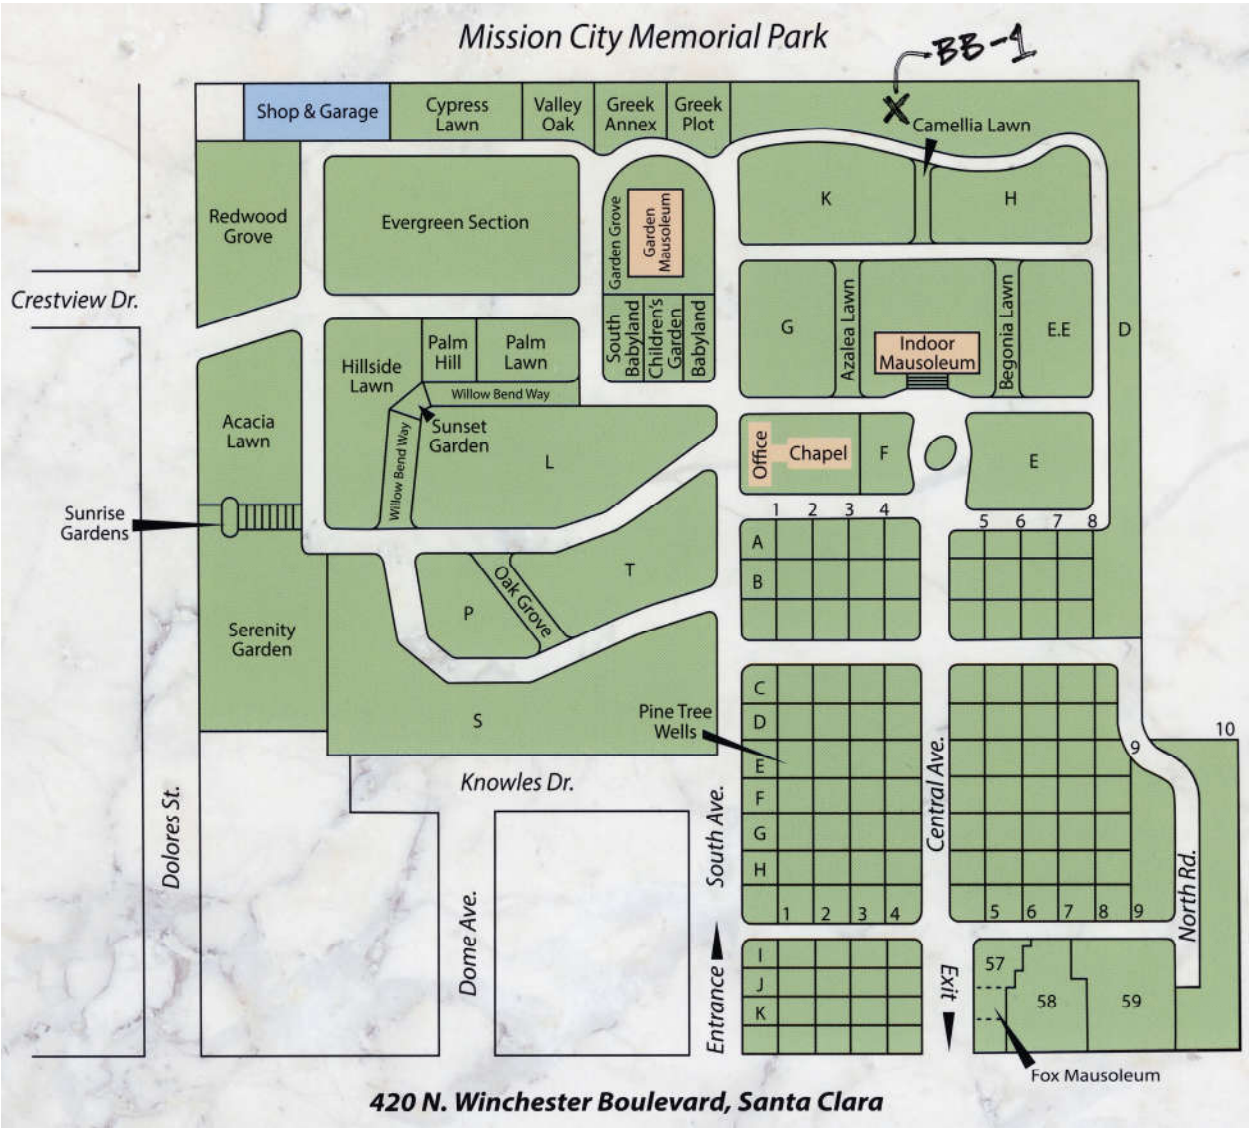 Mission City Memorial Park
BB-1
Shop & Garage
Cypress
Lawn
Valley
Oak
Greek
Annex
Greek
Plot
Camellia Lawn
Redwood
Grove
Evergreen Section
Garden Grove
Garden
Mausoleum
K
H
Crestview Dr.
South
Babyland
Children's
Garden
Babyland
G
Azalea Lawn
Indoor
Mausoleum
Begonia Lawn
E.E
D
Hillside
Lawn
Palm
Hill
Palm
Lawn
Willow Bend Way
Sunset
Garden
Willow Bend Way
Acacia
Lawn
L
Office
Chapel
F
E
Sunrise
Gardens
1 2 3 4
5 6 7 8
A
B
T
Oak Grove
P
Serenity
Garden
S
Pine Tree
Wells
C
D
E
F
G
H
9
10
Knowles Dr.
Dolores St.
Dome Ave.
South Ave.
Central Ave.
North Rd.
1 2 3 4
5 6 7 8 9
Entrance
I
J
K
Exit
57
58
59
Fox Mausoleum
420 N. Winchester Boulevard, Santa Clara